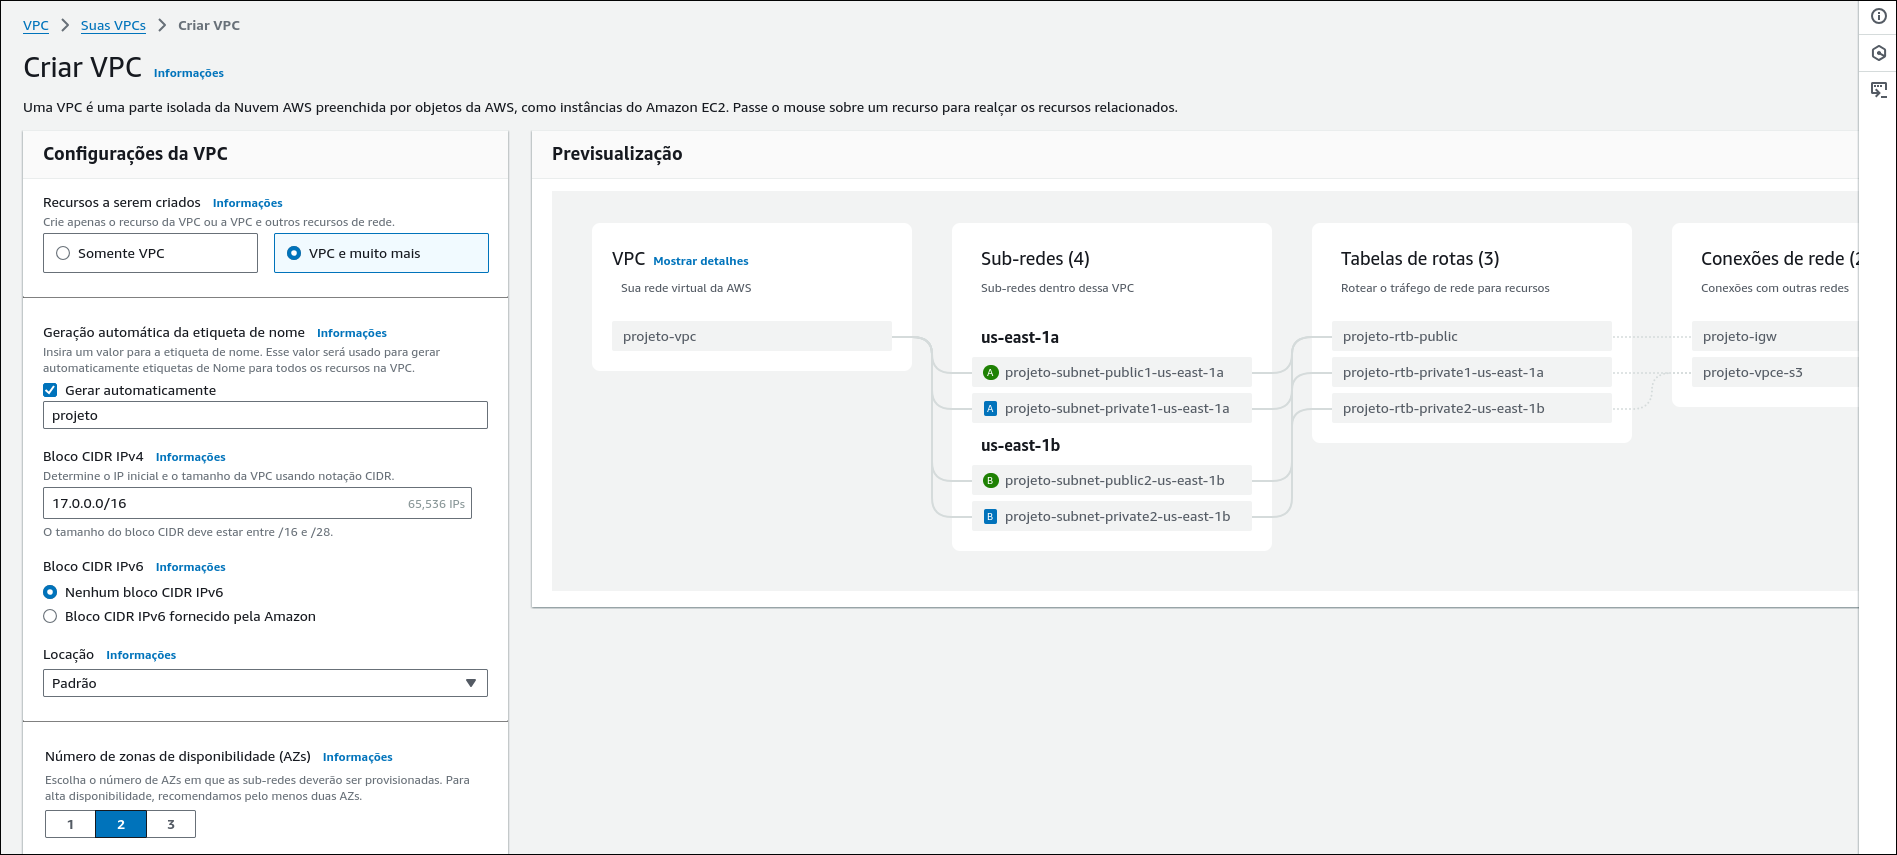 VPC > Suas VPCs > Criar VPC
Criar VPC Informações
Uma VPC é uma parte isolada da Nuvem AWS preenchida por objetos da AWS, como instâncias do Amazon EC2. Passe o mouse sobre um recurso para realçar os recursos relacionados.
Configurações da VPC
Recursos a serem criados Informações
Crie apenas o recurso da VPC ou a VPC e outros recursos de rede.
Somente VPC
VPC e muito mais
Geração automática da etiqueta de nome Informações
Insira um valor para a etiqueta de nome. Esse valor será usado para gerar
automaticamente etiquetas de Nome para todos os recursos na VPC.
Gerar automaticamente
projeto
Bloco CIDR IPv4 Informações
Determine o IP inicial e o tamanho da VPC usando notação CIDR.
17.0.0.0/16 65,536 IPs
O tamanho do bloco CIDR deve estar entre /16 e /28.
Bloco CIDR IPv6 Informações
Nenhum bloco CIDR IPv6
Bloco CIDR IPv6 fornecido pela Amazon
Locação Informações
Padrão
Número de zonas de disponibilidade (AZs) Informações
Escolha o número de AZs em que as sub-redes deverão ser provisionadas. Para
alta disponibilidade, recomendamos pelo menos duas AZs.
1 2 3
Previsualização
VPC Mostrar detalhes
Sua rede virtual da AWS
projeto-vpc
Sub-redes (4)
Sub-redes dentro dessa VPC
us-east-1a
A projeto-subnet-public1-us-east-1a
A projeto-subnet-private1-us-east-1a
us-east-1b
B projeto-subnet-public2-us-east-1b
B projeto-subnet-private2-us-east-1b
Tabelas de rotas (3)
Rotear o tráfego de rede para recursos
projeto-rtb-public
projeto-rtb-private1-us-east-1a
projeto-rtb-private2-us-east-1b
Conexões de rede (2
Conexões com outras redes
projeto-igw
projeto-vpce-s3